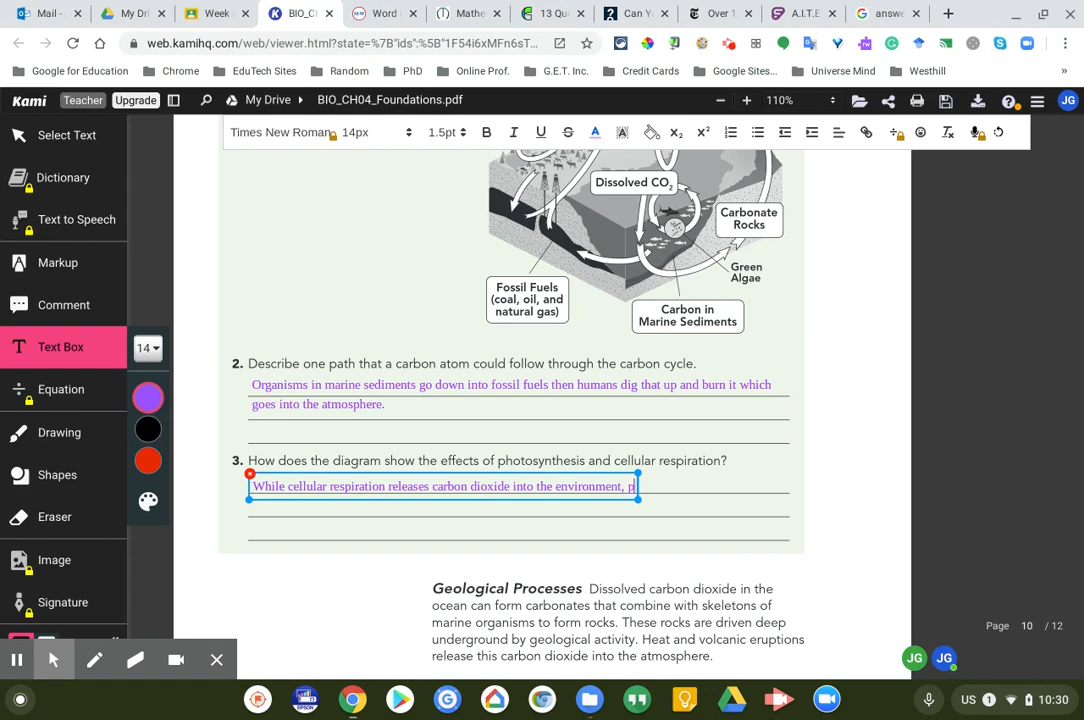 Mail -
My Dri
Week
BIO_C
Word
Mathe
13 Qu
Can Y
Over 1
A.I.T.E
answe
web.kamihq.com/web/viewer.html?state=%7B"ids":%5B"1F54i6xMFn6sT...
Google for Education
Chrome
EduTech Sites
Random
PhD
Online Prof.
G.E.T. Inc.
Credit Cards
Google Sites...
Universe Mind
Westhill
»
Kami
Teacher
Upgrade
My Drive
BIO_CH04_Foundations.pdf
110%
JG
Times New Roman
14px
1.5pt
B I U S A
Select Text
Dictionary
Text to Speech
Markup
Comment
Text Box
14
Equation
Drawing
Shapes
Eraser
Image
Signature
Dissolved CO2
Carbonate
Rocks
Green
Algae
Fossil Fuels
(coal, oil, and
natural gas)
Carbon in
Marine Sediments
2. Describe one path that a carbon atom could follow through the carbon cycle.
Organisms in marine sediments go down into fossil fuels then humans dig that up and burn it which
goes into the atmosphere.
3. How does the diagram show the effects of photosynthesis and cellular respiration?
While cellular respiration releases carbon dioxide into the environment, p
Geological Processes Dissolved carbon dioxide in the
ocean can form carbonates that combine with skeletons of
marine organisms to form rocks. These rocks are driven deep
underground by geological activity. Heat and volcanic eruptions
release this carbon dioxide into the atmosphere.
Page 10 / 12
JG
JG
US
1
10:30